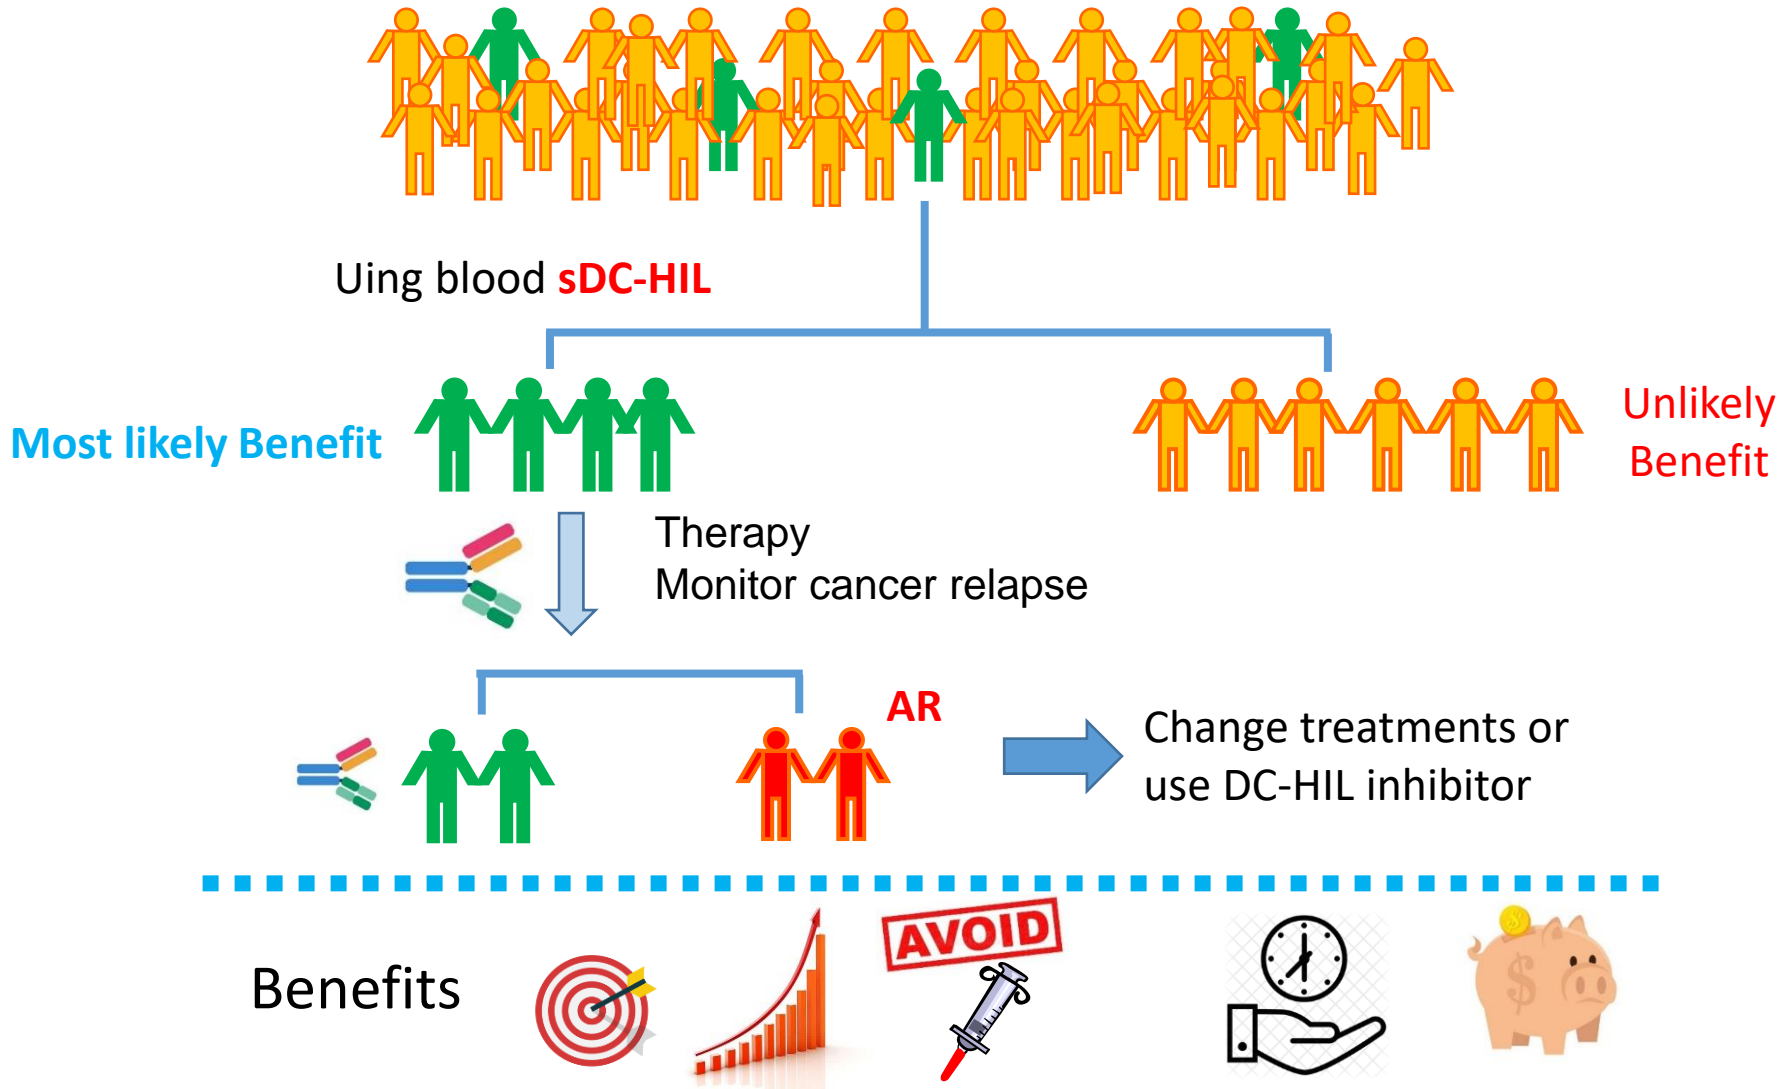 Uing blood sDC-HIL
Most likely Benefit
Unlikely
Benefit
Therapy
Monitor cancer relapse
AR
Change treatments or
use DC-HIL inhibitor
Benefits
AVOID
$
$